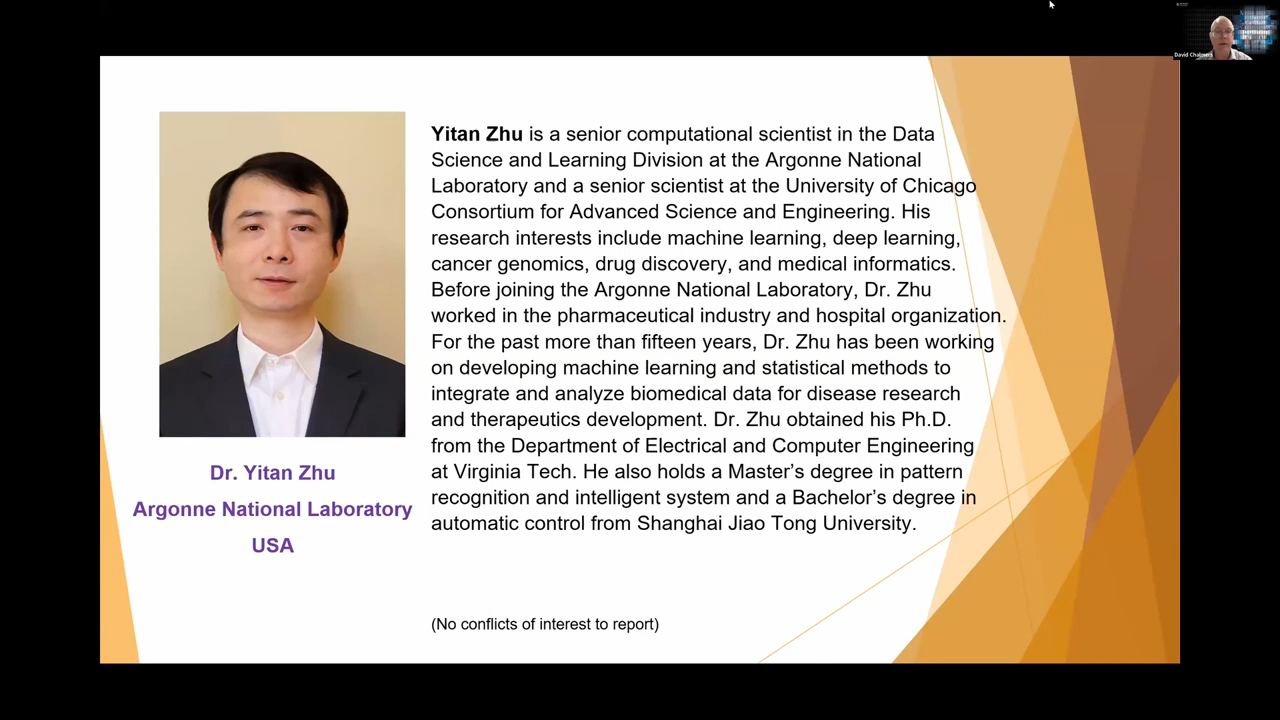 David Chalmers
Yitan Zhu is a senior computational scientist in the Data
Science and Learning Division at the Argonne National
Laboratory and a senior scientist at the University of Chicago
Consortium for Advanced Science and Engineering. His
research interests include machine learning, deep learning,
cancer genomics, drug discovery, and medical informatics.
Before joining the Argonne National Laboratory, Dr. Zhu
worked in the pharmaceutical industry and hospital organization.
For the past more than fifteen years, Dr. Zhu has been working
on developing machine learning and statistical methods to
integrate and analyze biomedical data for disease research
and therapeutics development. Dr. Zhu obtained his Ph.D.
from the Department of Electrical and Computer Engineering
at Virginia Tech. He also holds a Master's degree in pattern
recognition and intelligent system and a Bachelor's degree in
automatic control from Shanghai Jiao Tong University.
Dr. Yitan Zhu
Argonne National Laboratory
USA
(No conflicts of interest to report)